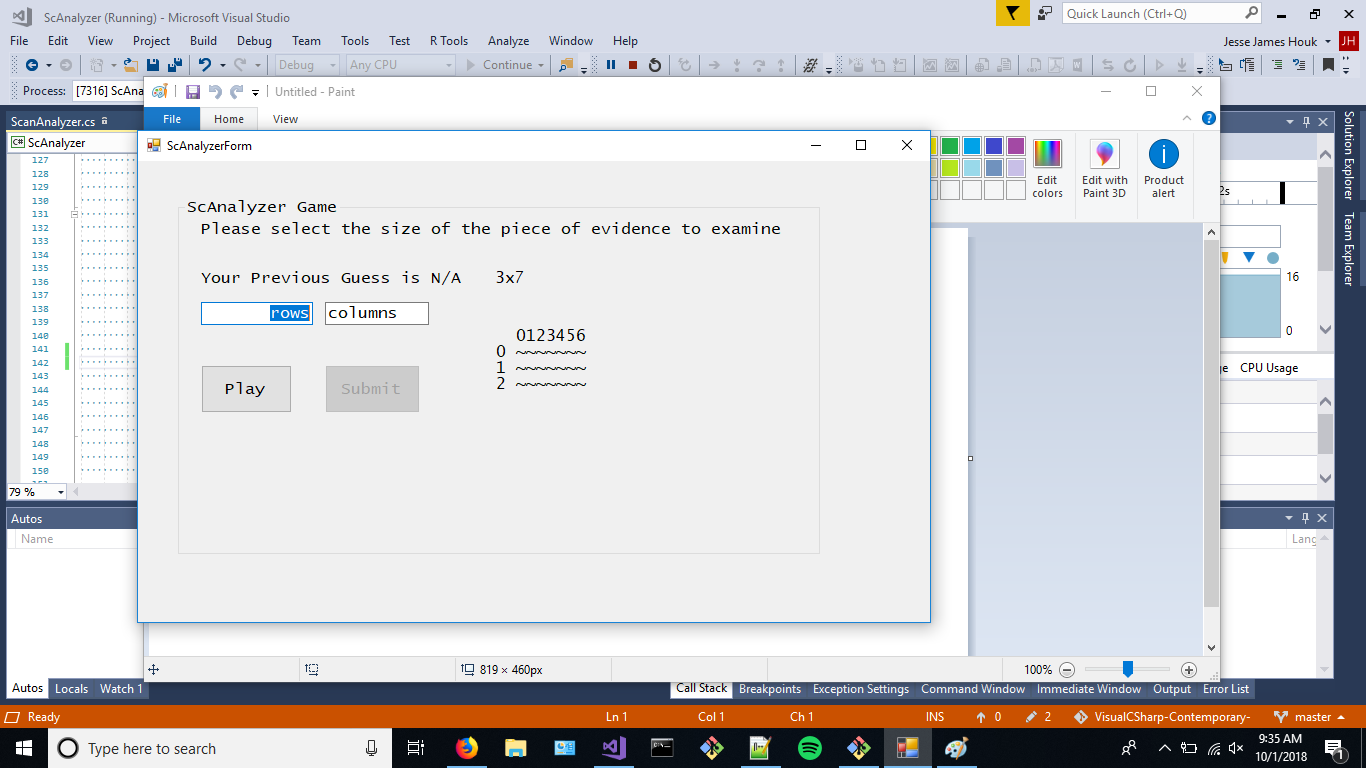 ScAnalyzer (Running) - Microsoft Visual Studio
Quick Launch (Ctrl+Q)
File Edit View Project Build Debug Team Tools Test R Tools Analyze Window Help
Jesse James Houk
JH
Debug Any CPU Continue
Process: [7316] ScAna
Untitled - Paint
ScanAnalyzer.cs
File Home View
ScAnalyzer
ScAnalyzerForm
Edit colors
Edit with Paint 3D
Product alert
Solution Explorer
Team Explorer
2s
16
0
ge CPU Usage
127
128
129
130
131
132
133
134
135
136
137
138
139
140
141
142
143
144
145
146
147
148
149
150
ScAnalyzer Game
Please select the size of the piece of evidence to examine
Your Previous Guess is N/A 3x7
rows columns
0123456
0 ~~~~~~~
1 ~~~~~~~
2 ~~~~~~~
Play Submit
79 %
Autos
Name
Lang
819 × 460px
100%
Autos Locals Watch 1
Call Stack Breakpoints Exception Settings Command Window Immediate Window Output Error List
Ready Ln 1 Col 1 Ch 1 INS 0 2 VisualCSharp-Contemporary- master
Type here to search
9:35 AM
10/1/2018
1